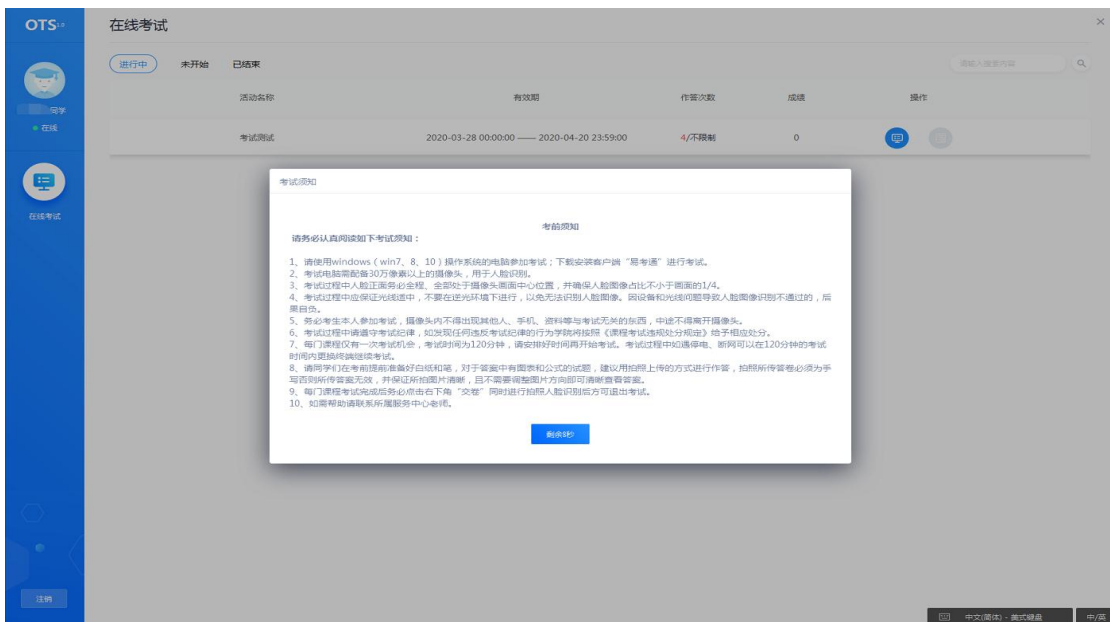 OTS
在线考试
×
进行中
未开始
已结束
请输入搜索内容
同学
在线
在线考试
活动名称
有效期
作答次数
成绩
操作
考试测试
2020-03-28 00:00:00 —— 2020-04-20 23:59:00
4/不限制
0
考试须知
考前须知
请务必认真阅读如下考试须知：
1、请使用windows（win7、8、10）操作系统的电脑参加考试；下载安装客户端“易考通”进行考试。
2、考试电脑需配备30万像素以上的摄像头，用于人脸识别。
3、考试过程中人脸正面务必全程、全部处于摄像头画面中心位置，并确保人脸图像占比不小于画面的1/4。
4、考试过程中应保证光线适中，不要在逆光环境下进行，以免无法识别人脸图像。因设备和光线问题导致人脸图像识别不通过的，后
果自负。
5、务必考生本人参加考试，摄像头内不得出现其他人、手机、资料等与考试无关的东西，中途不得离开摄像头。
6、考试过程中请遵守考试纪律，如发现任何违反考试纪律的行为学院将按照《课程考试违规处分规定》给予相应处分。
7、每门课程仅有一次考试机会，考试时间为120分钟，请安排好时间再开始考试。考试过程中如遇停电、断网可以在120分钟的考试
时间内更换终端继续考试。
8、请同学们在考前提前准备好白纸和笔，对于答案中有图表和公式的试题，建议用拍照上传的方式进行作答，拍照所传答卷必须为手
写否则所传答案无效，并保证所拍图片清晰，且不需要调整图片方向即可清晰查看答案。
9、每门课程考试完成后务必点击右下角“交卷”同时进行拍照人脸识别后方可退出考试。
10、如需帮助请联系所属服务中心老师。
剩余8秒
注销
中文(简体) - 美式键盘
中/英